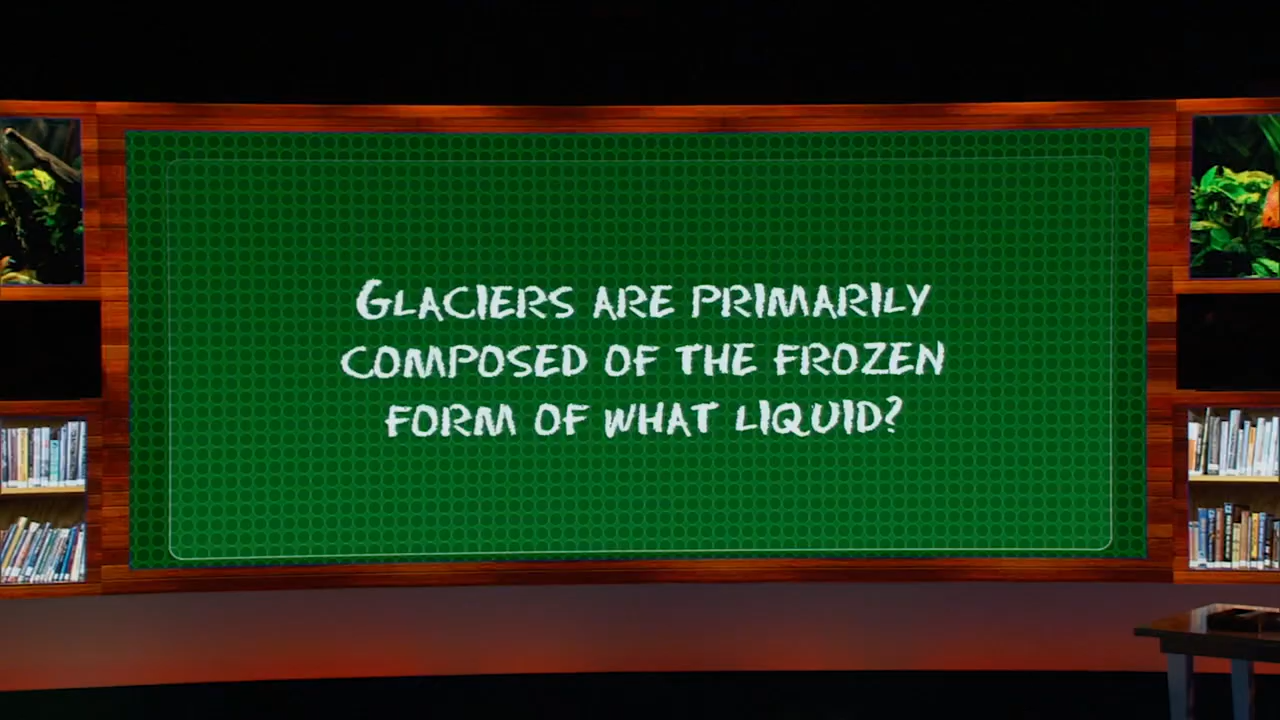 GLACIERS ARE PRIMARILY
COMPOSED OF THE FROZEN
FORM OF WHAT LIQUID?